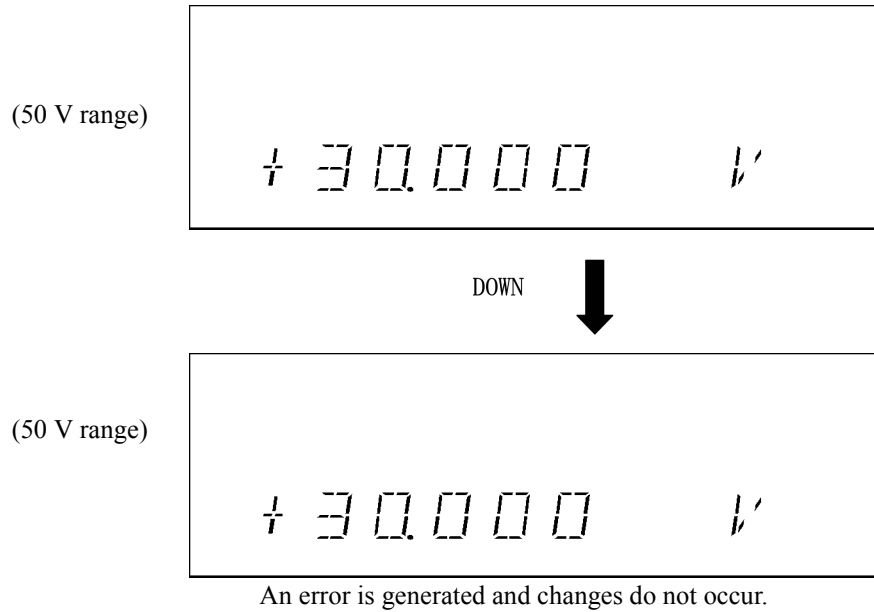 (50 V range)
+30.000 V
DOWN
(50 V range)
+30.000 V
An error is generated and changes do not occur.